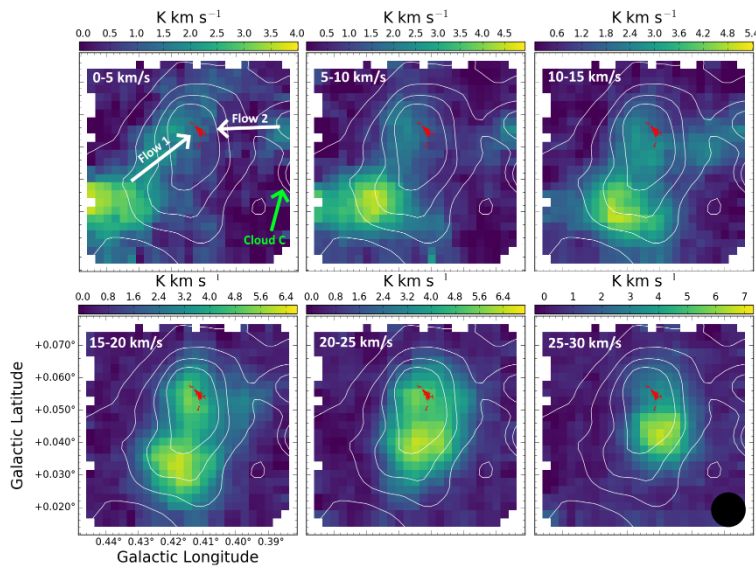 K km s⁻¹
K km s⁻¹
K km s⁻¹
0.0 0.5 1.0 1.5 2.0 2.5 3.0 3.5 4.0
0.0 0.5 1.0 1.5 2.0 2.5 3.0 3.5 4.0 4.5
0.6 1.2 1.8 2.4 3.0 3.6 4.2 4.8 5.4
0-5 km/s
5-10 km/s
10-15 km/s
Flow 1
Flow 2
Cloud C
K km s⁻¹
K km s⁻¹
K km s⁻¹
0.0 0.8 1.6 2.4 3.2 4.0 4.8 5.6 6.4
0.0 0.8 1.6 2.4 3.2 4.0 4.8 5.6 6.4
0 1 2 3 4 5 6 7
15-20 km/s
20-25 km/s
25-30 km/s
+0.070°
+0.060°
+0.050°
+0.040°
+0.030°
+0.020°
Galactic Latitude
0.44° 0.43° 0.42° 0.41° 0.40° 0.39°
Galactic Longitude